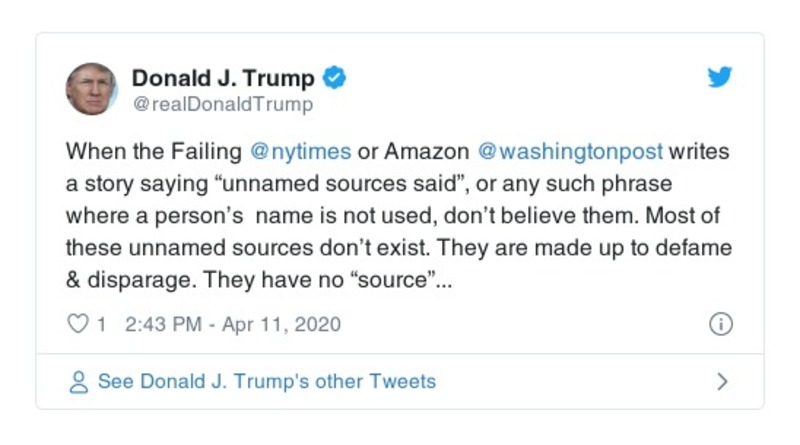 Donald J. Trump
@realDonaldTrump
When the Failing @nytimes or Amazon @washingtonpost writes
a story saying “unnamed sources said”, or any such phrase
where a person’s  name is not used, don’t believe them. Most of
these unnamed sources don’t exist. They are made up to defame
& disparage. They have no “source”...
1 2:43 PM - Apr 11, 2020
See Donald J. Trump's other Tweets